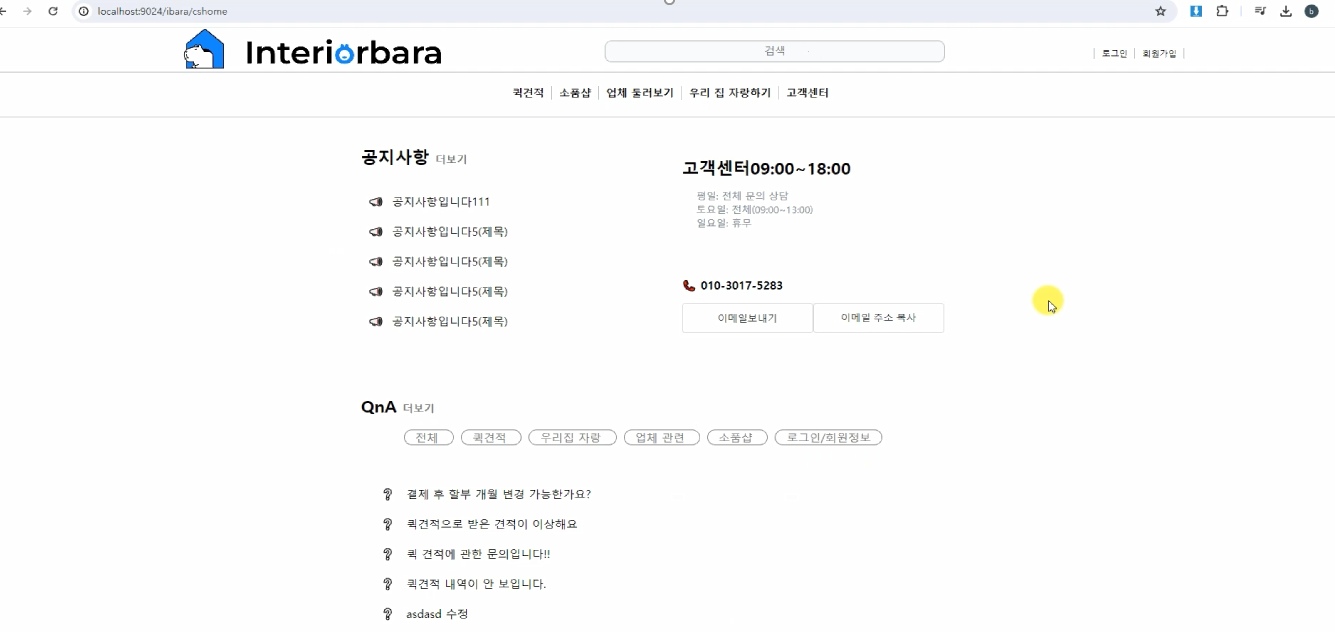 localhost:9024/ibara/cshome
b
Interiorbara
검색
로그인 회원가입
퀵견적 소품샵 업체 둘러보기 우리 집 자랑하기 고객센터
공지사항 더보기
공지사항입니다111
공지사항입니다5(제목)
공지사항입니다5(제목)
공지사항입니다5(제목)
공지사항입니다5(제목)
고객센터09:00~18:00
평일: 전체 문의 상담
토요일: 전체(09:00~13:00)
일요일: 휴무
010-3017-5283
이메일보내기 이메일 주소 복사
QnA 더보기
전체 퀵견적 우리집 자랑 업체 관련 소품샵 로그인/회원정보
결제 후 할부 개월 변경 가능한가요?
퀵견적으로 받은 견적이 이상해요
퀵 견적에 관한 문의입니다!!
퀵견적 내역이 안 보입니다.
asdasd 수정